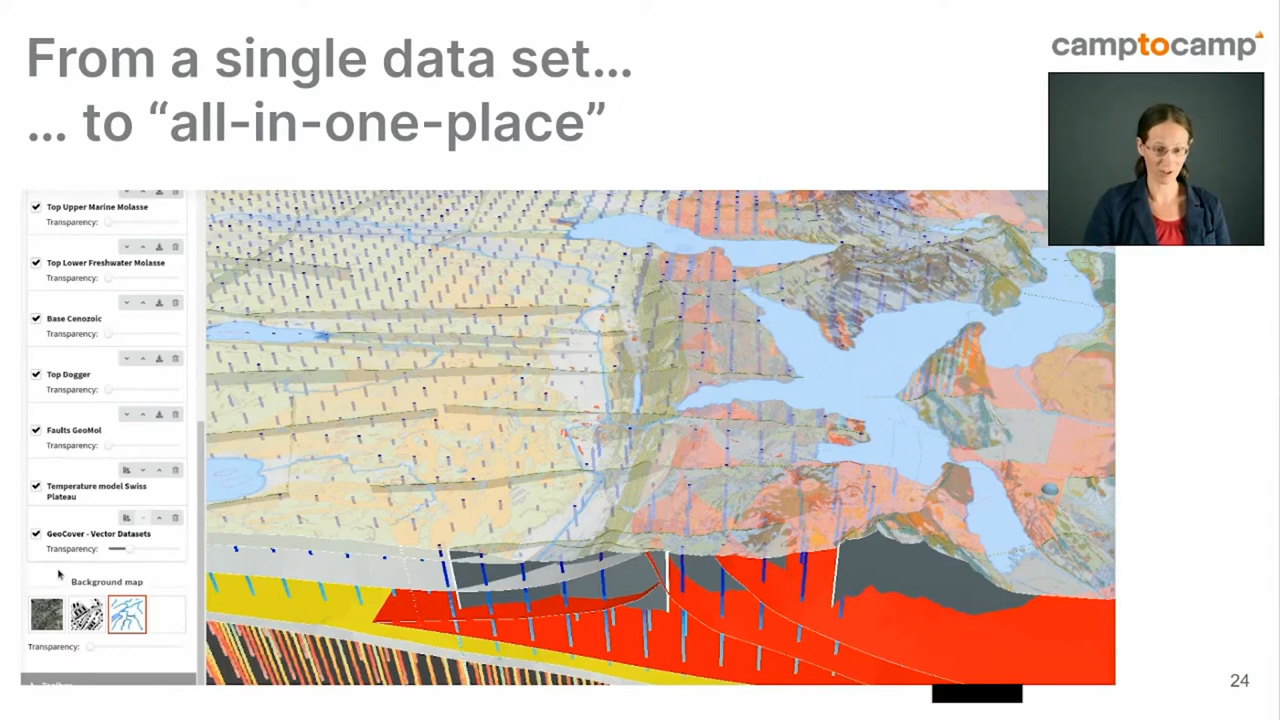 From a single data set...
... to “all-in-one-place”
camptocamp
Top Upper Marine Molasse
Transparency:
Top Lower Freshwater Molasse
Transparency:
Base Cenozoic
Transparency:
Top Dogger
Transparency:
Faults GeoMol
Transparency:
Temperature model Swiss
Plateau
GeoCover - Vector Datasets
Transparency:
Background map
Transparency:
24